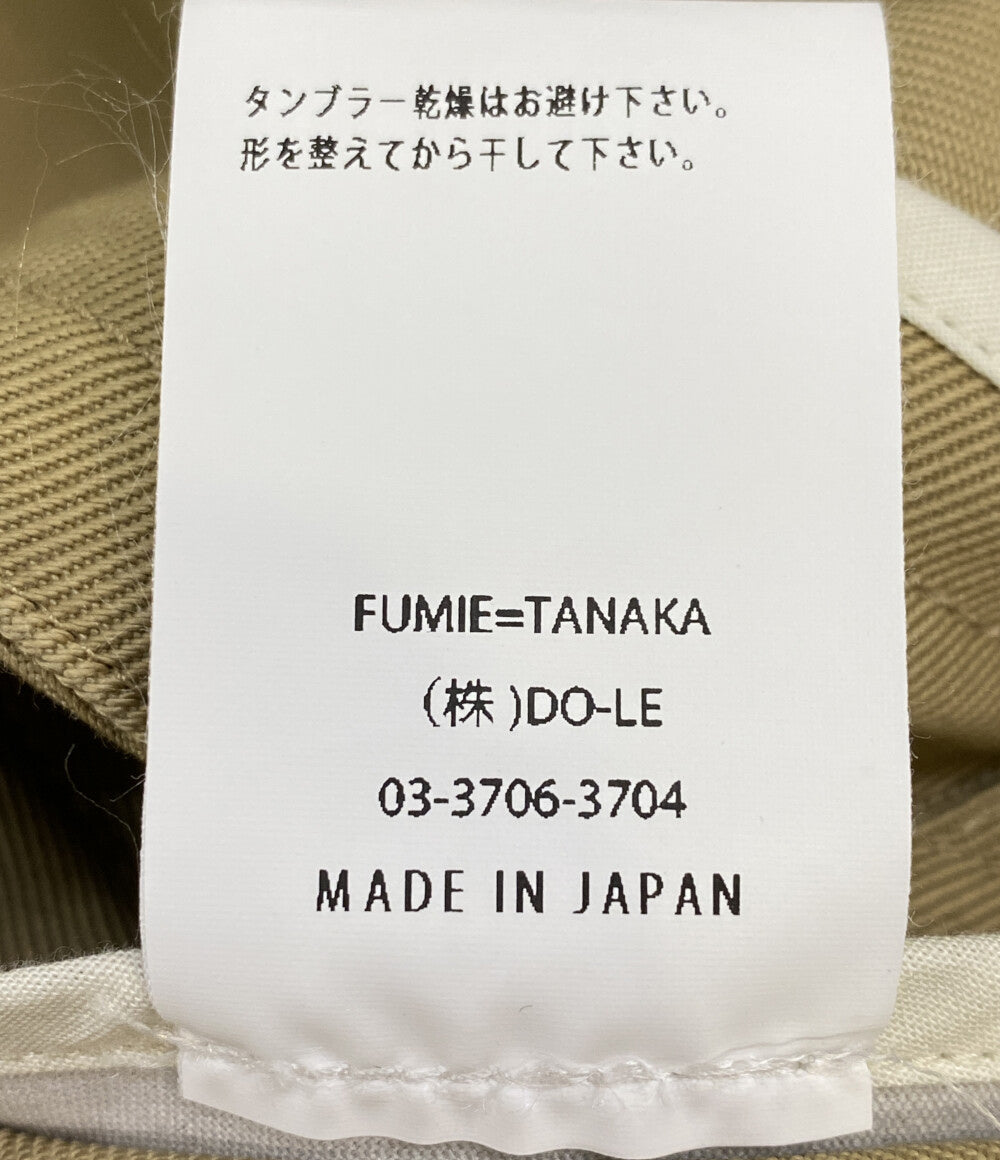 タンブラー乾燥はお避け下さい。
形を整えてから干して下さい。
FUMIE=TANAKA
(株)DO-LE
03-3706-3704
MADE IN JAPAN